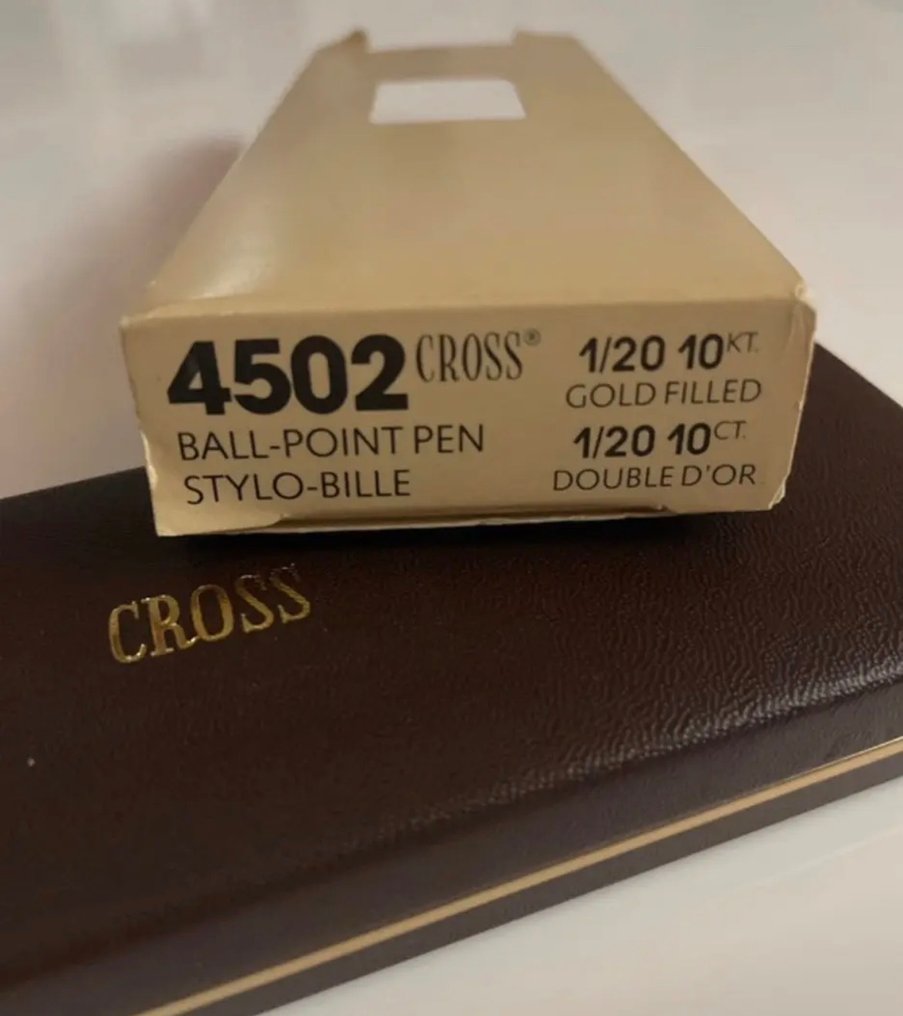 4502 CROSS®
BALL-POINT PEN
STYLO-BILLE
1/20 10KT.
GOLD FILLED
1/20 10CT.
DOUBLE D'OR
CROSS